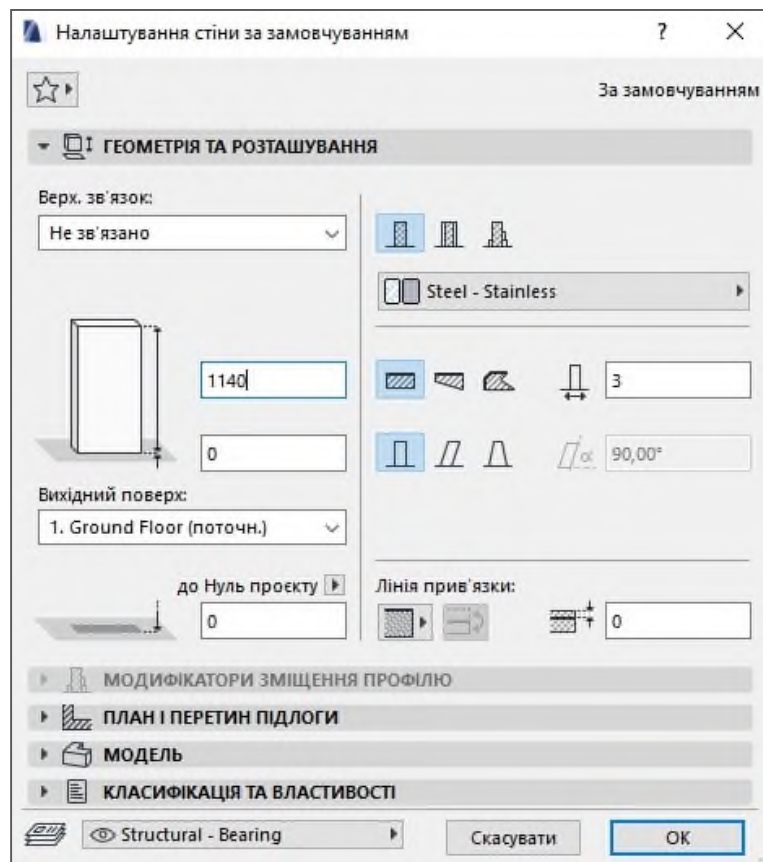 Налаштування стіни за замовчуванням
?
За замовчуванням
ГЕОМЕТРІЯ ТА РОЗТАШУВАННЯ
Верх. зв'язок:
Не зв'язано
Steel - Stainless
1140
3
0
α
90,00°
Вихідний поверх:
1. Ground Floor (поточн.)
до Нуль проєкту
Лінія прив'язки:
0
0
МОДИФІКАТОРИ ЗМІЩЕННЯ ПРОФІЛЮ
ПЛАН І ПЕРЕТИН ПІДЛОГИ
МОДЕЛЬ
КЛАСИФІКАЦІЯ ТА ВЛАСТИВОСТІ
Structural - Bearing
Скасувати
OK